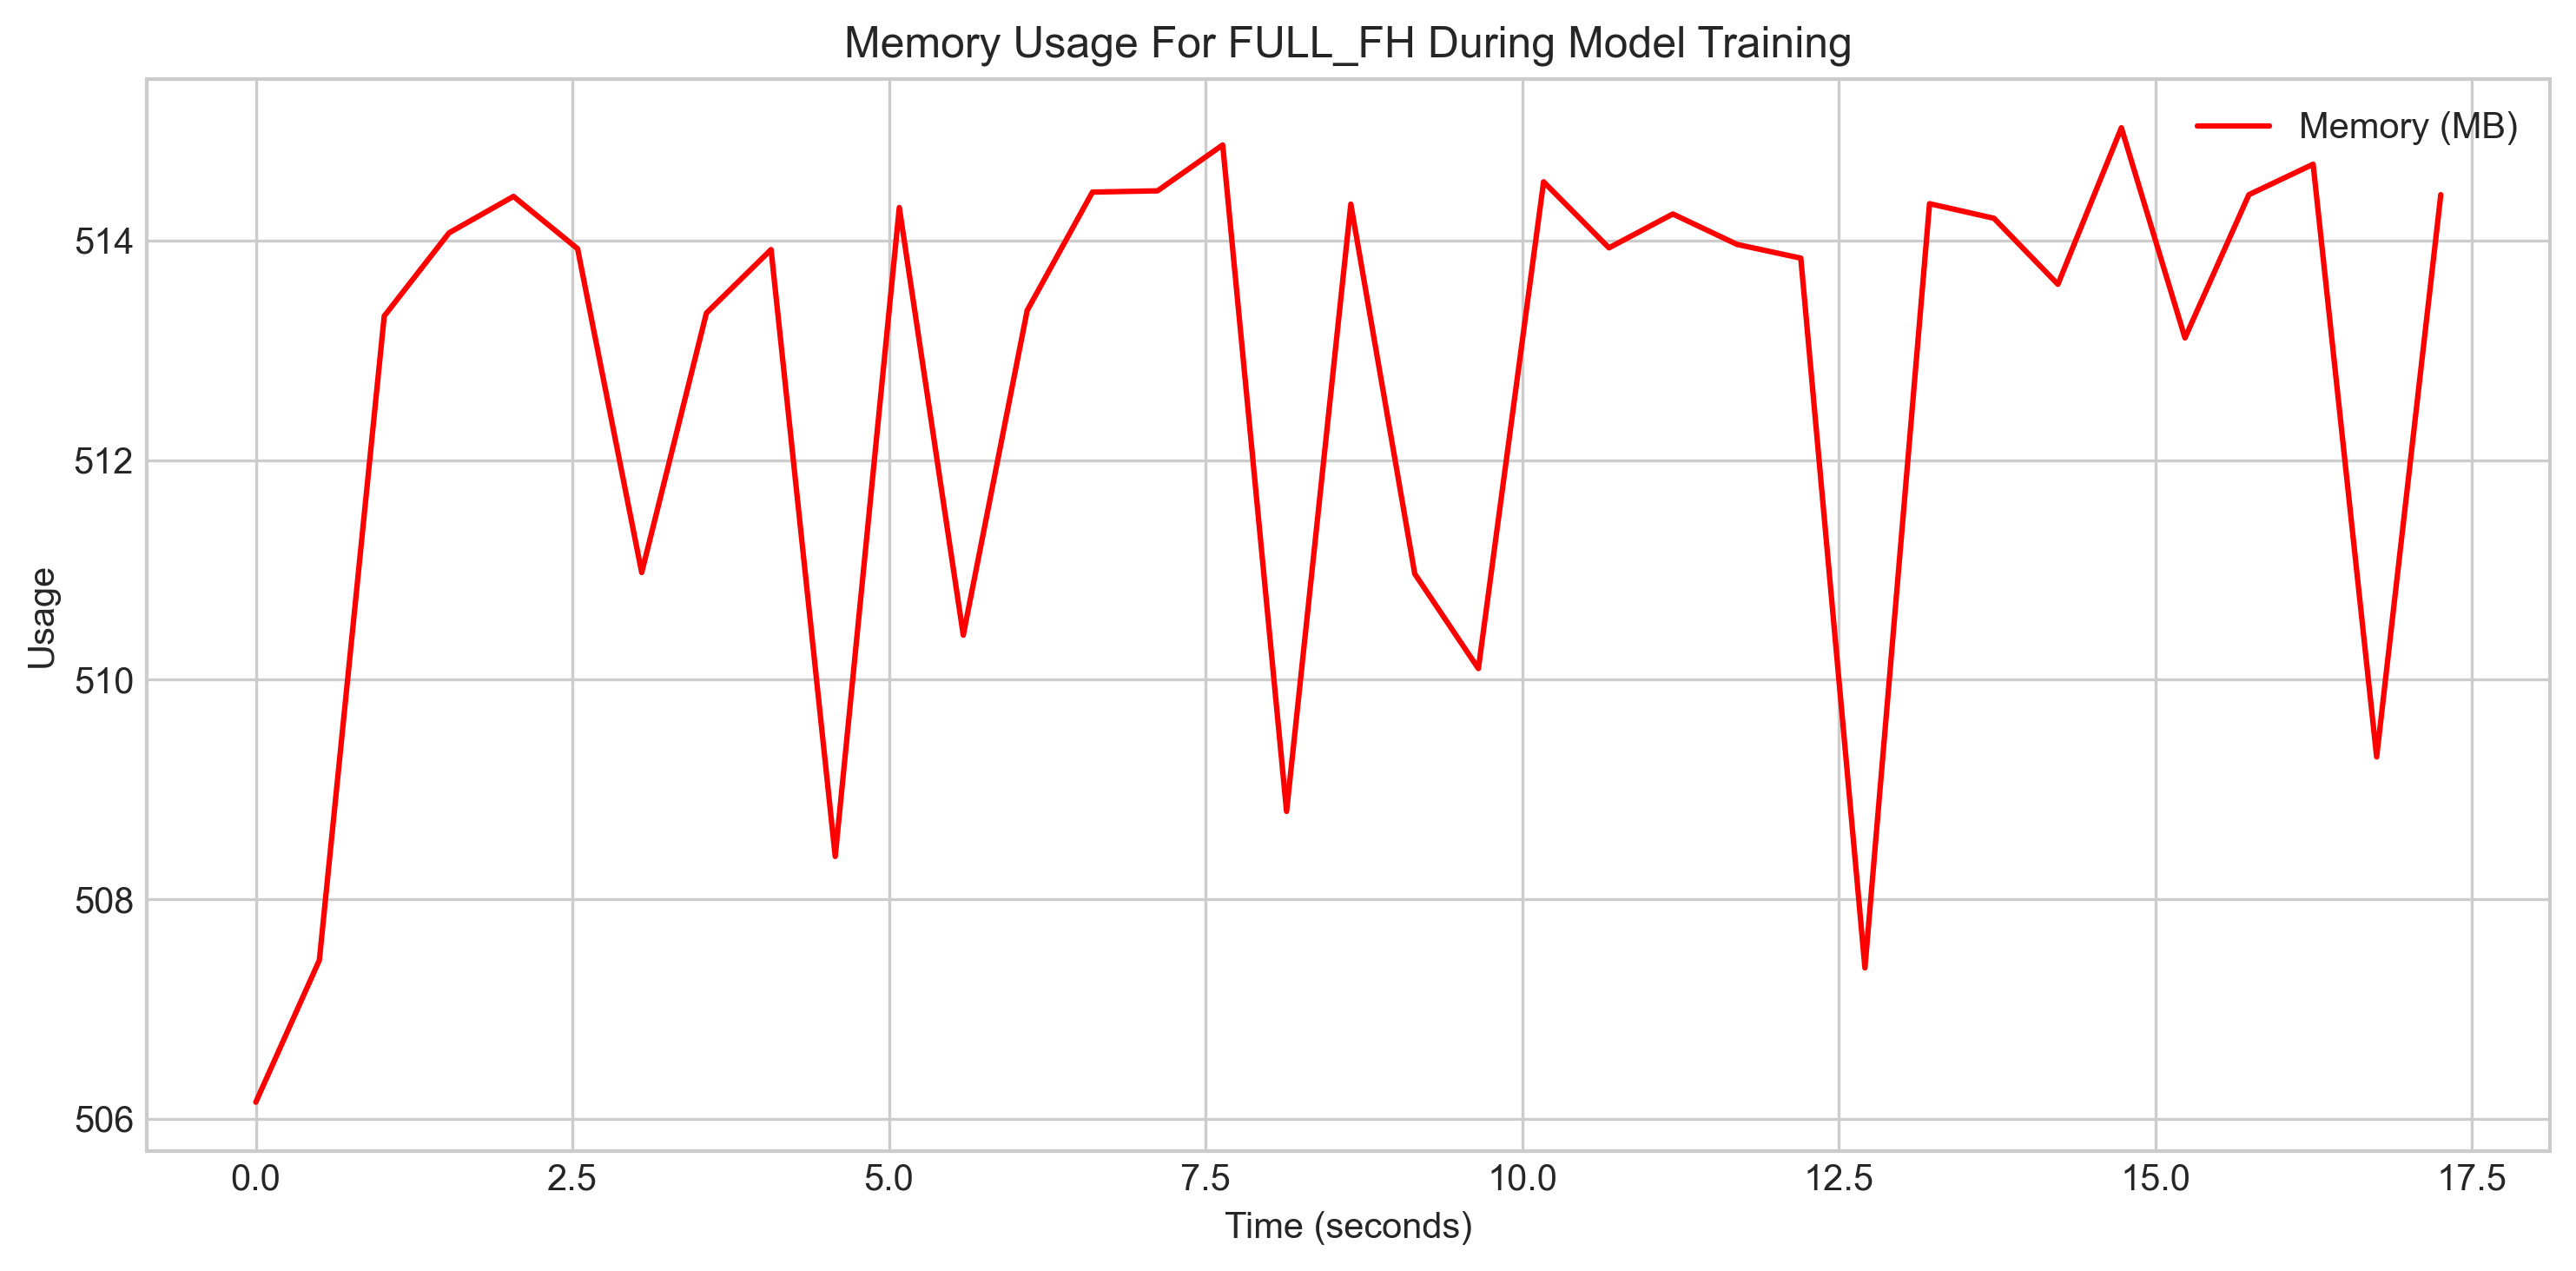 Memory Usage For FULL_FH During Model Training
Memory (MB)
514
512
510
508
506
Usage
0.0 2.5 5.0 7.5 10.0 12.5 15.0 17.5
Time (seconds)